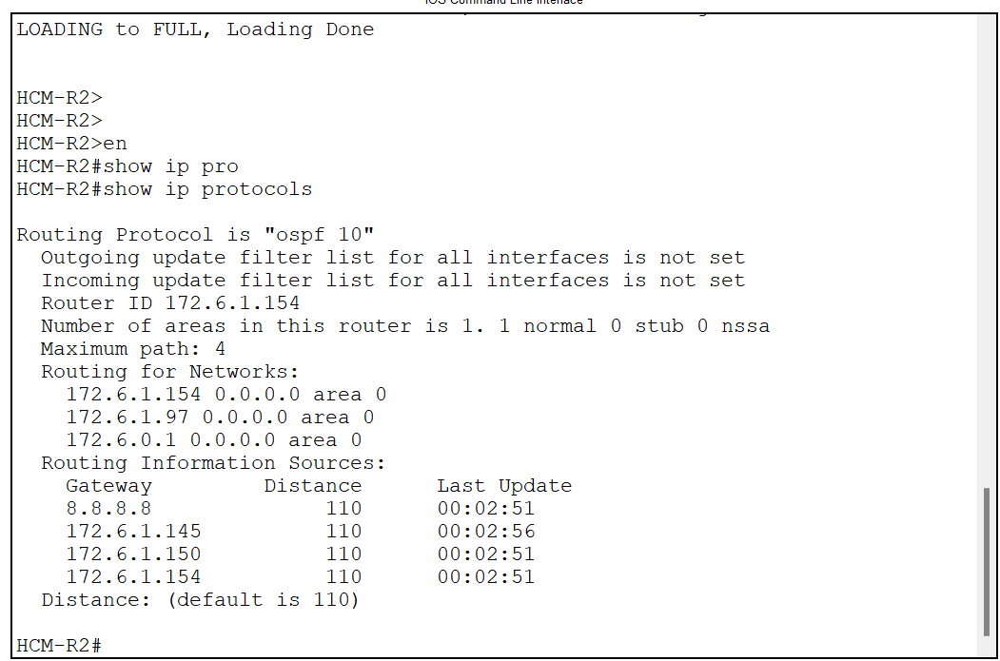 IOS Command Line Interface
LOADING to FULL, Loading Done
HCM-R2>
HCM-R2>
HCM-R2>en
HCM-R2#show ip pro
HCM-R2#show ip protocols
Routing Protocol is "ospf 10"
Outgoing update filter list for all interfaces is not set
Incoming update filter list for all interfaces is not set
Router ID 172.6.1.154
Number of areas in this router is 1. 1 normal 0 stub 0 nssa
Maximum path: 4
Routing for Networks:
172.6.1.154 0.0.0.0 area 0
172.6.1.97 0.0.0.0 area 0
172.6.0.1 0.0.0.0 area 0
Routing Information Sources:
Gateway Distance Last Update
8.8.8.8 110 00:02:51
172.6.1.145 110 00:02:56
172.6.1.150 110 00:02:51
172.6.1.154 110 00:02:51
Distance: (default is 110)
HCM-R2#